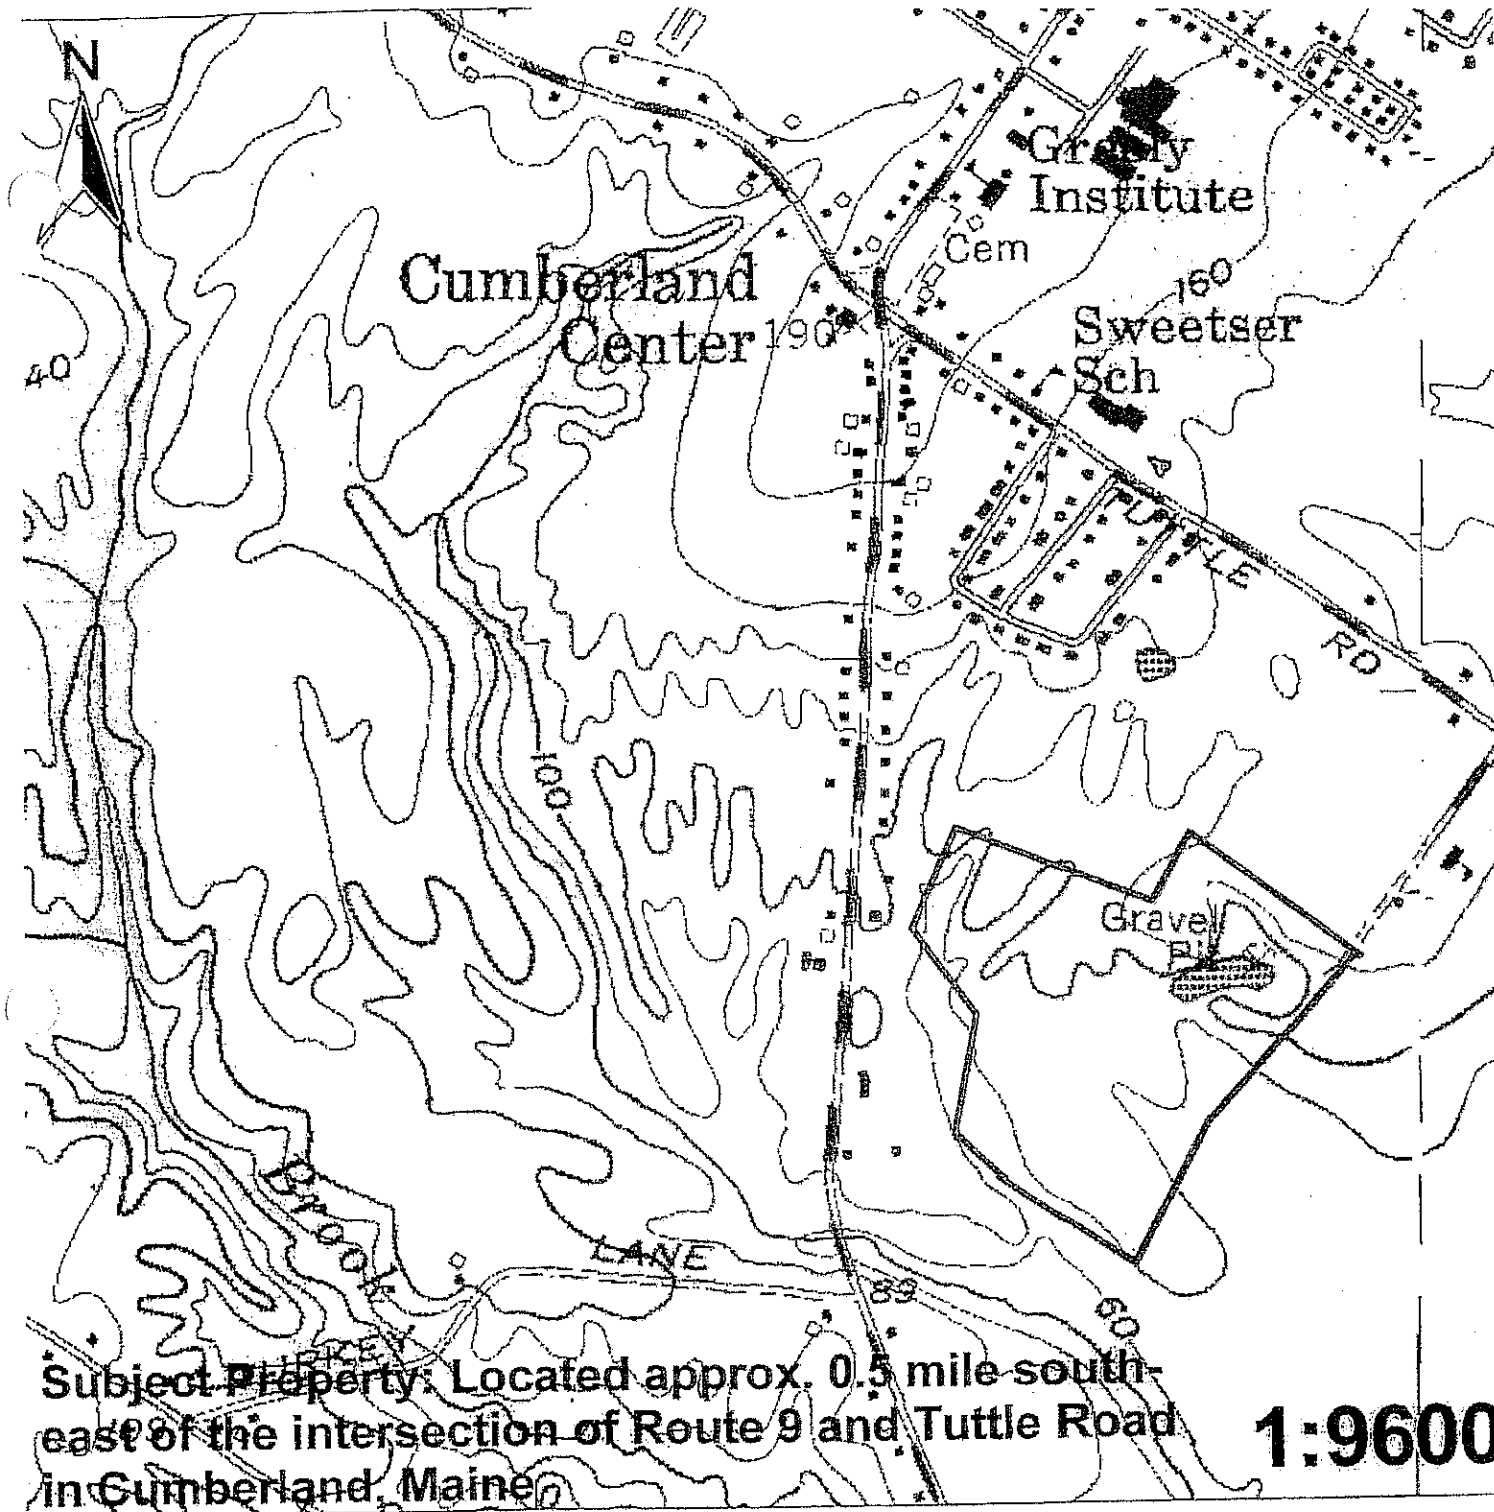 N
Greely
Institute
Cem
Cumberland
Center
190
160
Sweetser
Sch
40
TUTTLE
RD
100
Gravel
Pit
Brook
LANE
89
60
TURKEY
Subject Property: Located approx. 0.5 mile south-
east of the intersection of Route 9 and Tuttle Road
in Cumberland, Maine
1:9600